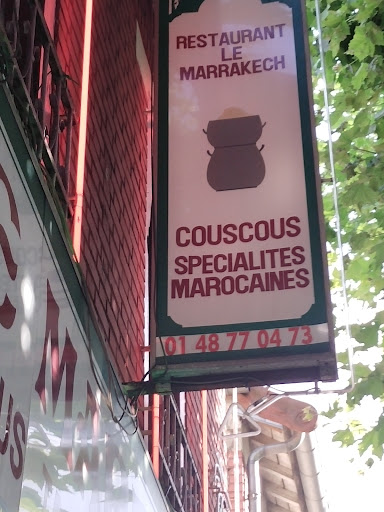 RESTAURANT
LE
MARRAKECH
COUSCOUS
SPECIALITES
MAROCAINES
01 48 77 04 73